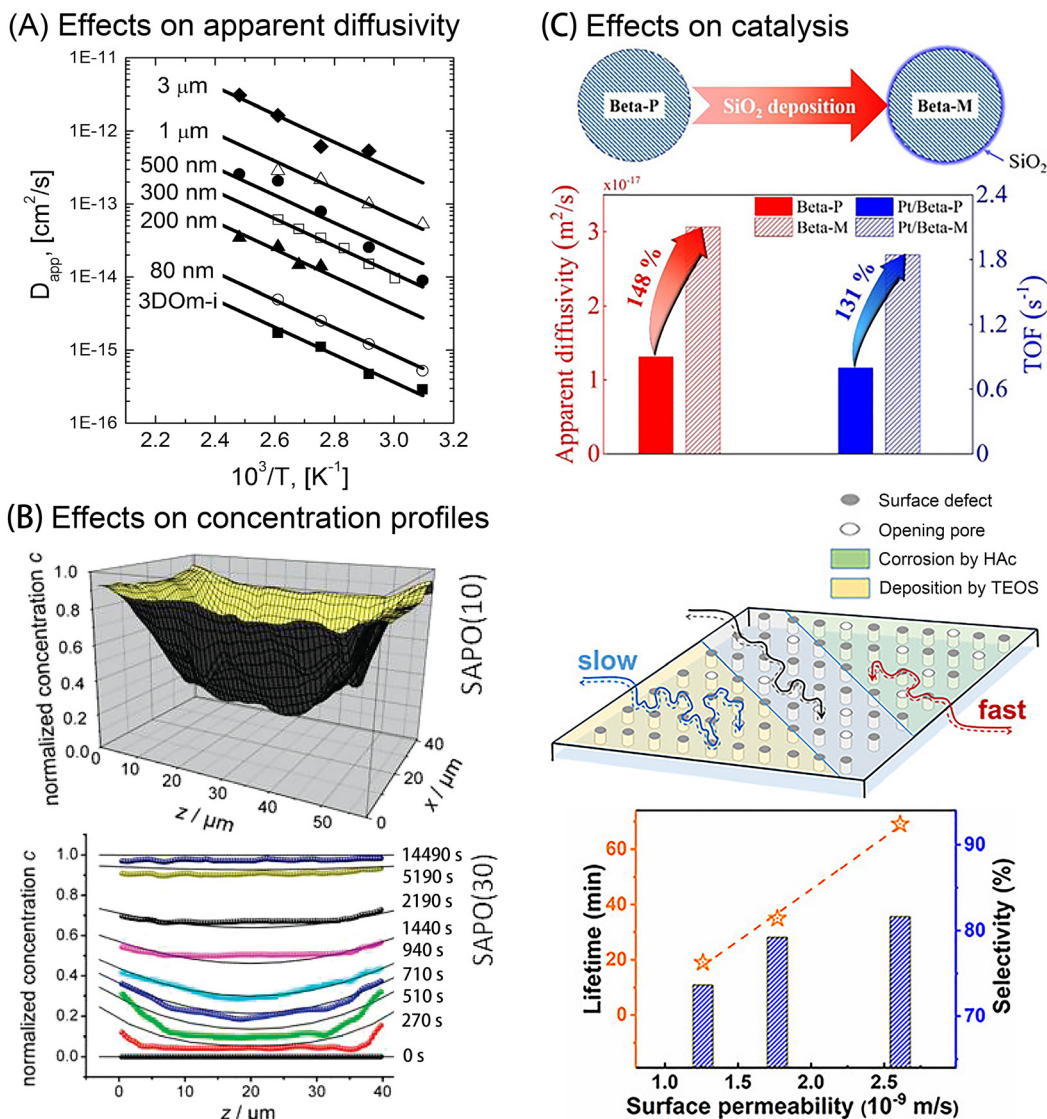 (A) Effects on apparent diffusivity
1E-11
1E-12
1E-13
1E-14
1E-15
1E-16
D_app, [cm²/s]
3 μm
1 μm
500 nm
300 nm
200 nm
80 nm
3DOm-i
2.2 2.4 2.6 2.8 3.0 3.2
10³/T, [K⁻¹]
(B) Effects on concentration profiles
normalized concentration c
1.0
0.8
0.6
0.4
0.2
0.0
0 10 20 30 40 50
z / μm
0 20 40
x / μm
SAPO(10)
normalized concentration c
1.0
0.8
0.6
0.4
0.2
0.0
14490 s
5190 s
2190 s
1440 s
940 s
710 s
510 s
270 s
0 s
0 10 20 30 40
z / μm
SAPO(30)
(C) Effects on catalysis
Beta-P
SiO₂ deposition
Beta-M
SiO₂
x10⁻¹⁷
Apparent diffusivity (m²/s)
3
2
1
0
Beta-P
Beta-M
Pt/Beta-P
Pt/Beta-M
148 %
131 %
2.4
1.8
1.2
0.6
0
TOF (s⁻¹)
Surface defect
Opening pore
Corrosion by HAc
Deposition by TEOS
slow
fast
Lifetime (min)
60
40
20
0
90
80
70
Selectivity (%)
1.0 1.5 2.0 2.5
Surface permeability (10⁻⁹ m/s)